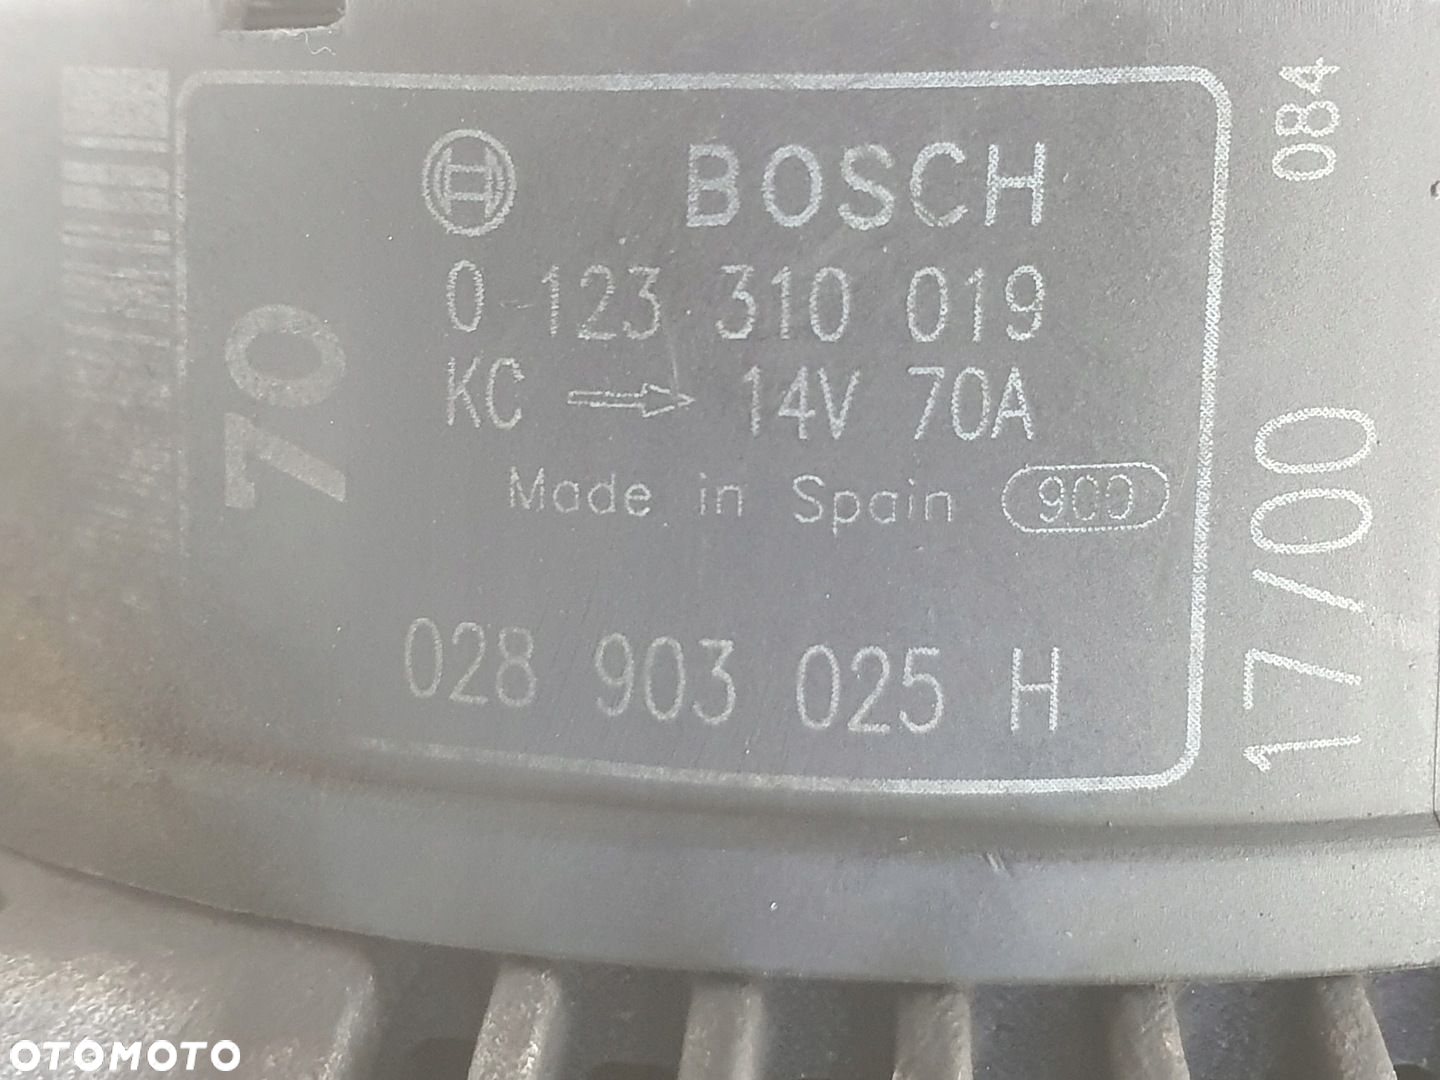 BOSCH
0 123 310 019
KC → 14V 70A
Made in Spain 900
028 903 025 H
70
084
17/00
OTOMOTO